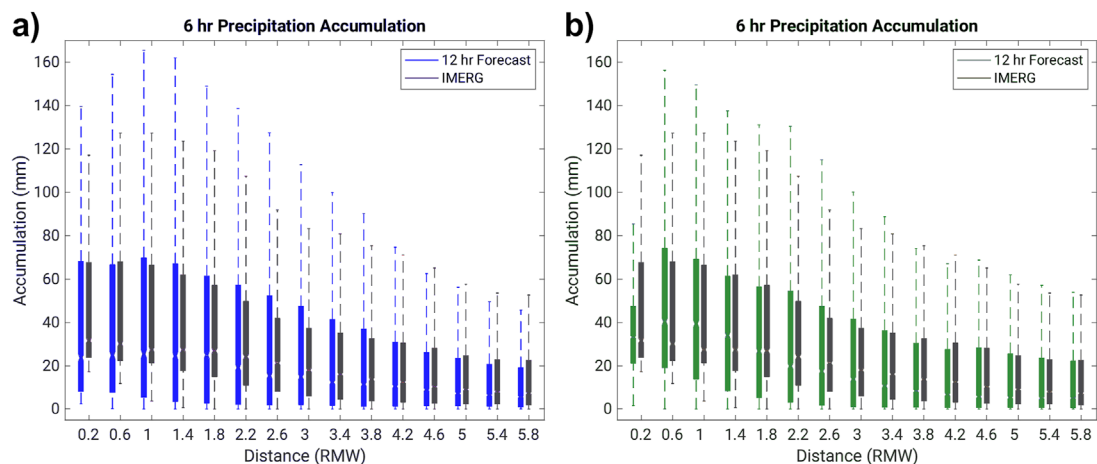 a)
6 hr Precipitation Accumulation
12 hr Forecast
IMERG
Accumulation (mm)
160
140
120
100
80
60
40
20
0
0.2 0.6 1 1.4 1.8 2.2 2.6 3 3.4 3.8 4.2 4.6 5 5.4 5.8
Distance (RMW)
b)
6 hr Precipitation Accumulation
12 hr Forecast
IMERG
Accumulation (mm)
160
140
120
100
80
60
40
20
0
0.2 0.6 1 1.4 1.8 2.2 2.6 3 3.4 3.8 4.2 4.6 5 5.4 5.8
Distance (RMW)